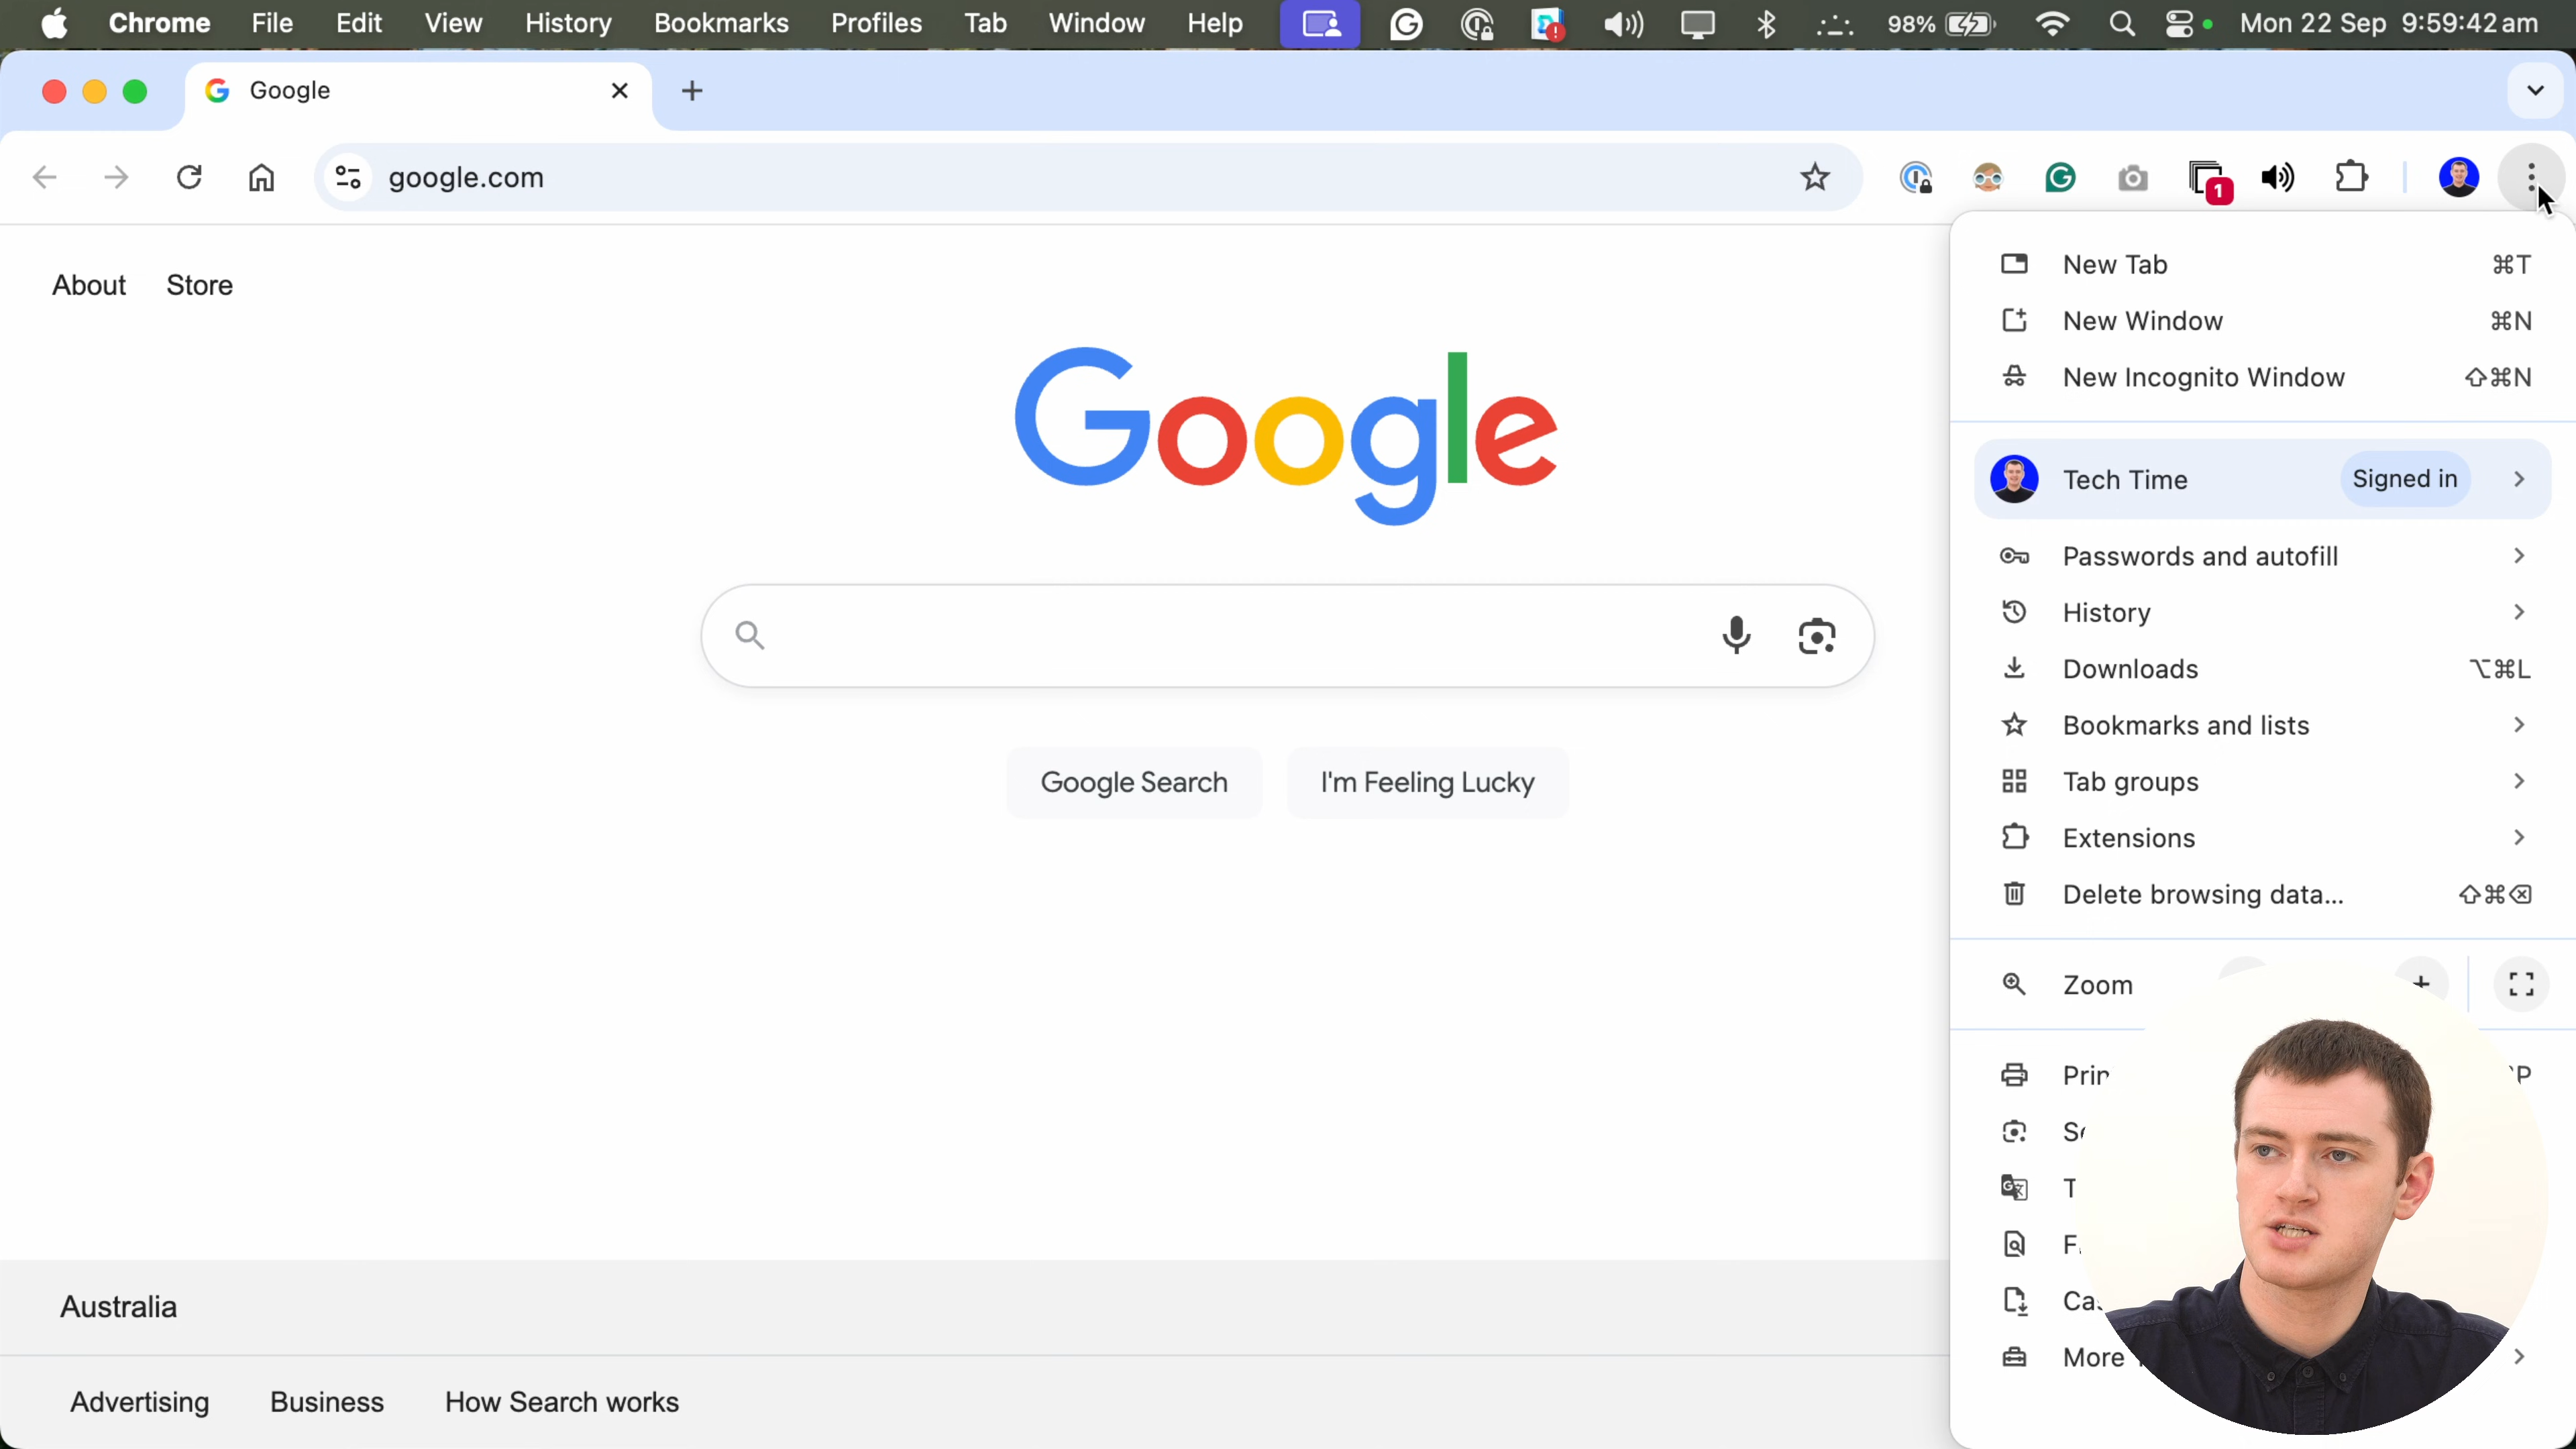 Chrome File Edit View History Bookmarks Profiles Tab Window Help 98% Mon 22 Sep 9:59:42 am
Google
google.com
1
About Store
Google
Google Search I'm Feeling Lucky
Australia
Advertising Business How Search works
New Tab ⌘T
New Window ⌘N
New Incognito Window ⇧⌘N
Tech Time Signed in
Passwords and autofill
History
Downloads ⌥⌘L
Bookmarks and lists
Tab groups
Extensions
Delete browsing data... ⇧⌘⌫
Zoom +
P
More